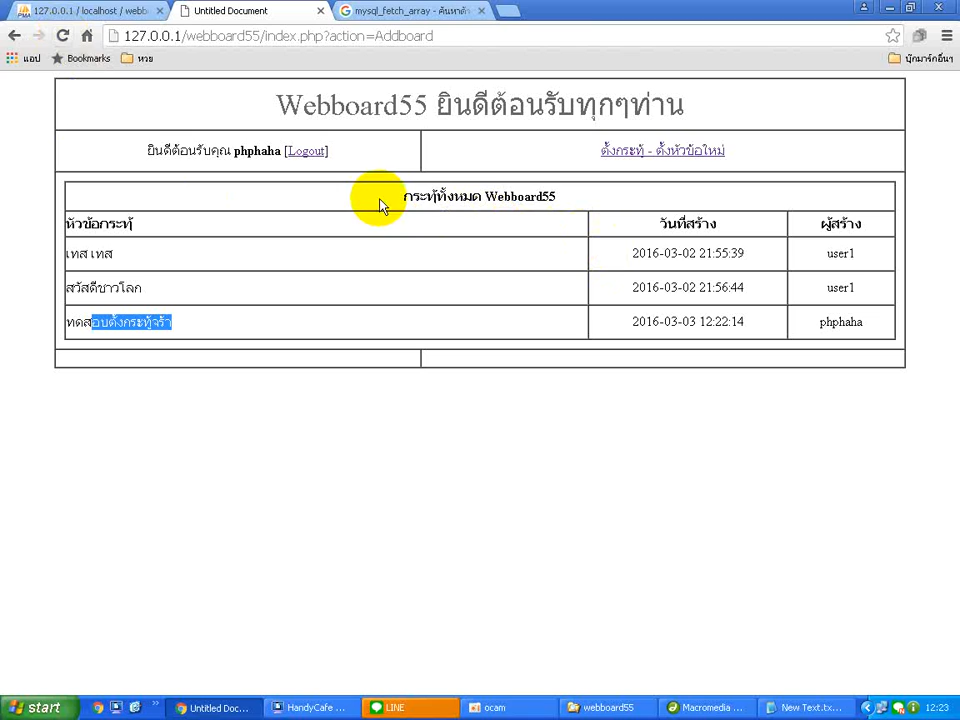 127.0.0.1 / localhost / webb
Untitled Document
mysql_fetch_array - ค้นหาด้ว
127.0.0.1/webboard55/index.php?action=Addboard
แอป
Bookmarks
หวย
บุ๊กมาร์กอื่นๆ
Webboard55 ยินดีต้อนรับทุกๆท่าน
ยินดีต้อนรับคุณ phphaha [Logout]
ตั้งกระทู้ - ตั้งหัวข้อใหม่
กระทู้ทั้งหมด Webboard55
หัวข้อกระทู้ วันที่สร้าง ผู้สร้าง
เทส เทส 2016-03-02 21:55:39 user1
สวัสดีชาวโลก 2016-03-02 21:56:44 user1
ทดสอบตั้งกระทู้จร้า 2016-03-03 12:22:14 phphaha
start
Untitled Doc...
HandyCafe ...
LINE
ocam
webboard55
Macromedia ...
New Text.tx...
12:23